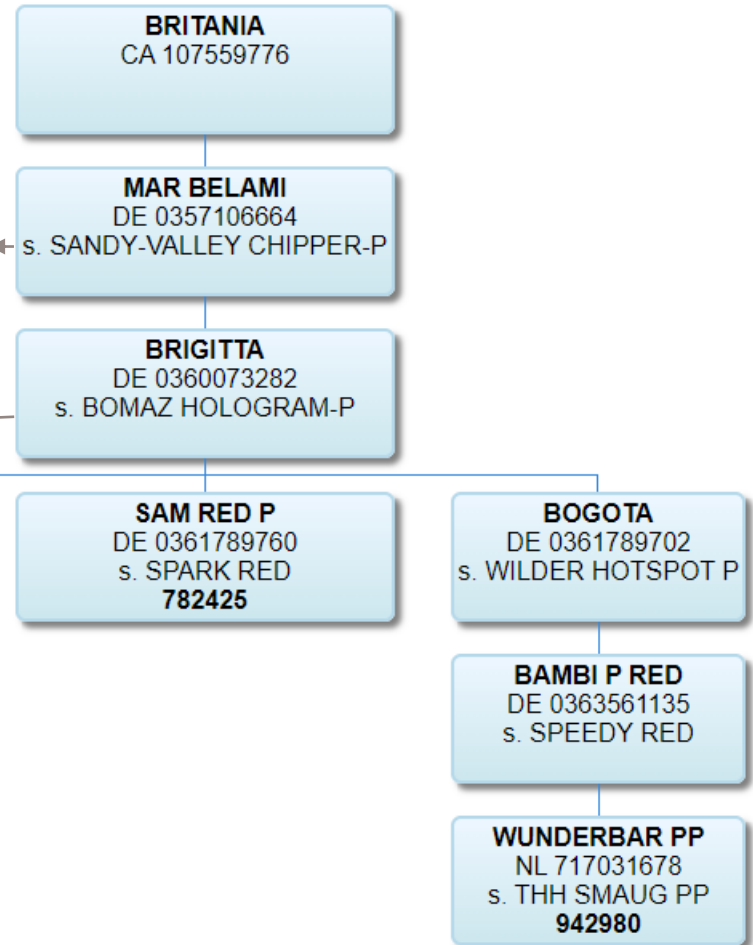 BRITANIA
CA 107559776
MAR BELAMI
DE 0357106664
s. SANDY-VALLEY CHIPPER-P
BRIGITTA
DE 0360073282
s. BOMAZ HOLOGRAM-P
SAM RED P
DE 0361789760
s. SPARK RED
782425
BOGOTA
DE 0361789702
s. WILDER HOTSPOT P
BAMBI P RED
DE 0363561135
s. SPEEDY RED
WUNDERBAR PP
NL 717031678
s. THH SMAUG PP
942980